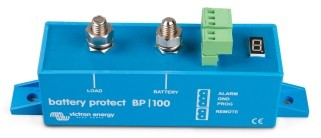 LOAD
BATTERY
battery protect BP|100
ALARM
GND
PROG
REMOTE
victron energy
CE